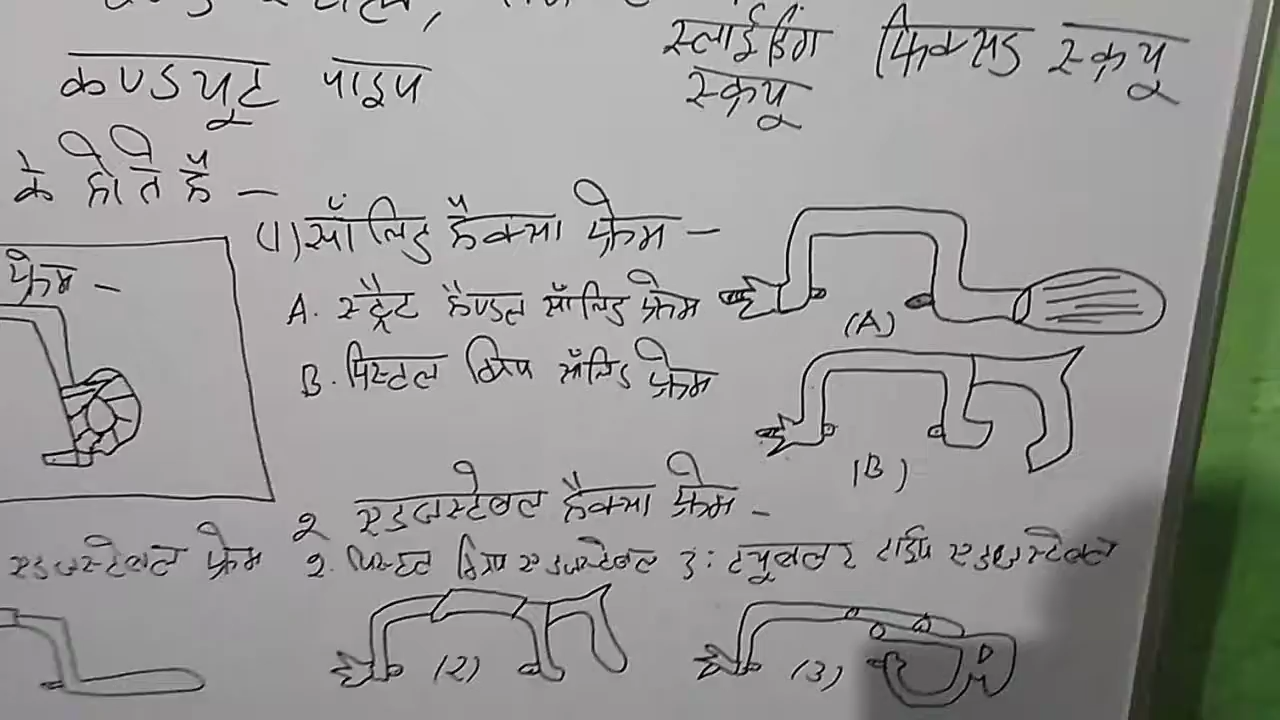 स्लाईडिंग फिक्सड स्क्रयू
कण्डयूट पाइप स्क्रयू
के होते है -
(1) सॉलिड हैक्सा फ्रेम -
फ्रेम -
A. स्ट्रैट हैण्डल सॉलिड फ्रेम
(A)
B. पिस्टल ग्रिप सॉलिड फ्रेम
(B)
2 एडजस्टेबल हैक्सा फ्रेम -
एडजस्टेबल फ्रेम 2. पिस्टल ग्रिप एडजस्टेबल 3: ट्यूबलर टाईप एडजस्टेबल
(2) (3)